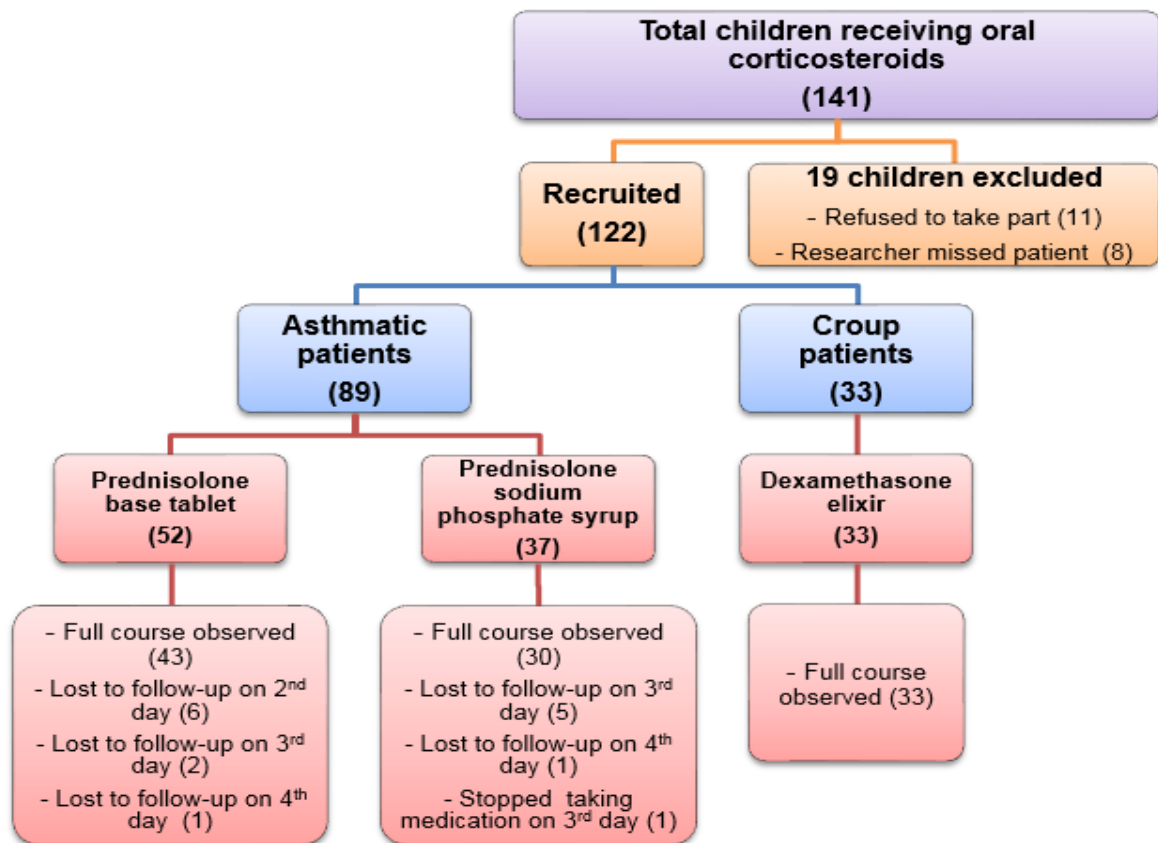 Total children receiving oral
corticosteroids
(141)
Recruited
(122)
19 children excluded
- Refused to take part (11)
- Researcher missed patient (8)
Asthmatic
patients
(89)
Croup
patients
(33)
Prednisolone
base tablet
(52)
Prednisolone
sodium
phosphate syrup
(37)
Dexamethasone
elixir
(33)
- Full course observed
(43)
- Lost to follow-up on 2nd
day (6)
- Lost to follow-up on 3rd
day (2)
- Lost to follow-up on 4th
day (1)
- Full course observed
(30)
- Lost to follow-up on 3rd
day (5)
- Lost to follow-up on 4th
day (1)
- Stopped taking
medication on 3rd day (1)
- Full course
observed (33)